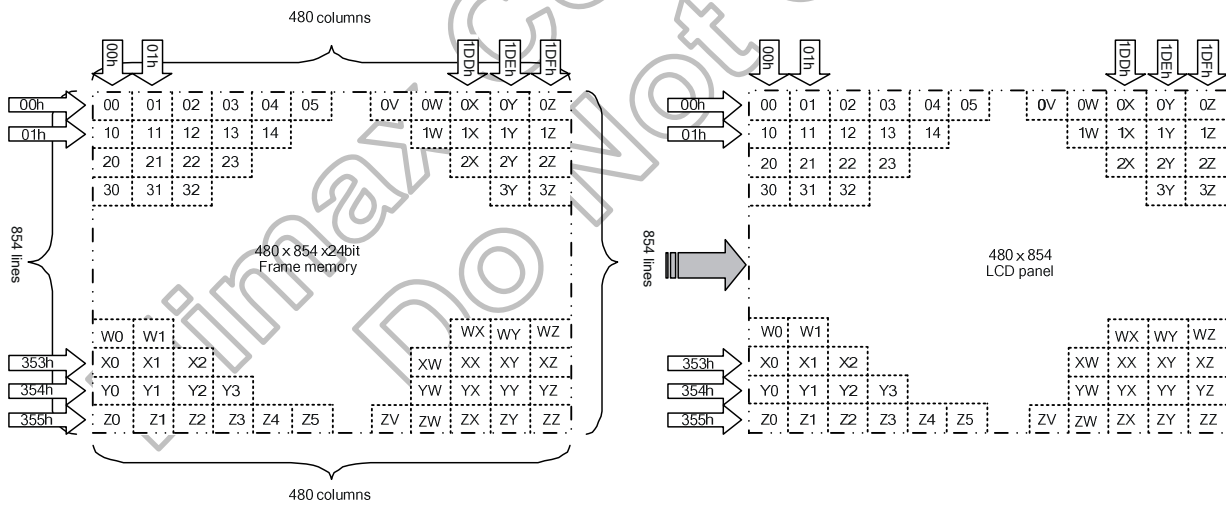 480 columns
00h 01h 1DDh 1DEh 1DFh 00h 01h 1DDh 1DEh 1DFh
00h 00 01 02 03 04 05 0V 0W 0X 0Y 0Z 00h 00 01 02 03 04 05 0V 0W 0X 0Y 0Z
01h 10 11 12 13 14 1W 1X 1Y 1Z 01h 10 11 12 13 14 1W 1X 1Y 1Z
20 21 22 23 2X 2Y 2Z 20 21 22 23 2X 2Y 2Z
30 31 32 3Y 3Z 30 31 32 3Y 3Z
854 lines
480 x 854 x24bit
Frame memory
854 lines
480 x 854
LCD panel
W0 W1 WX WY WZ W0 W1 WX WY WZ
353h X0 X1 X2 XW XX XY XZ 353h X0 X1 X2 XW XX XY XZ
354h Y0 Y1 Y2 Y3 YW YX YY YZ 354h Y0 Y1 Y2 Y3 YW YX YY YZ
355h Z0 Z1 Z2 Z3 Z4 Z5 ZV ZW ZX ZY ZZ 355h Z0 Z1 Z2 Z3 Z4 Z5 ZV ZW ZX ZY ZZ
480 columns
Do Not